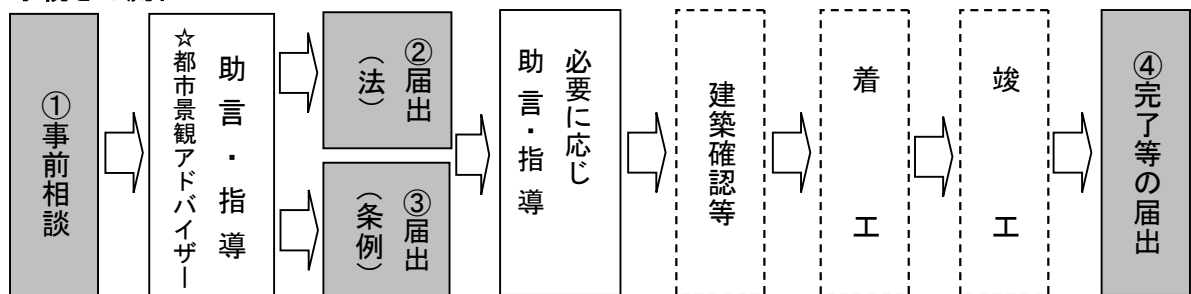 ①事前相談
助言・指導
☆都市景観アドバイザー
②届出
（法）
③届出
（条例）
必要に応じ
助言・指導
建築確認等
着工
竣工
④完了等の届出